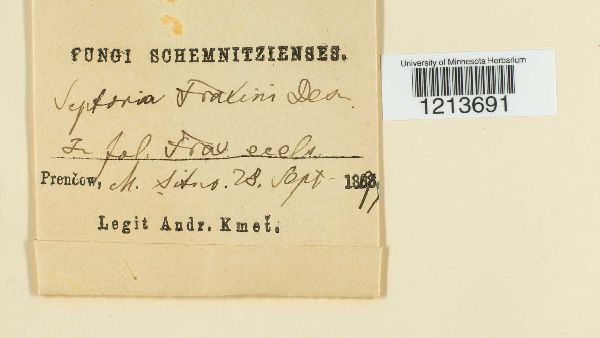 FUNGI SCHEMNITZIENSES.
Septoria Fraxini Desm.
In fol. Frax. excels.
Prenčow, M. Sitno. 28. Sept 188
Legit Andr. Kmeť.
University of Minnesota Herbarium
1213691